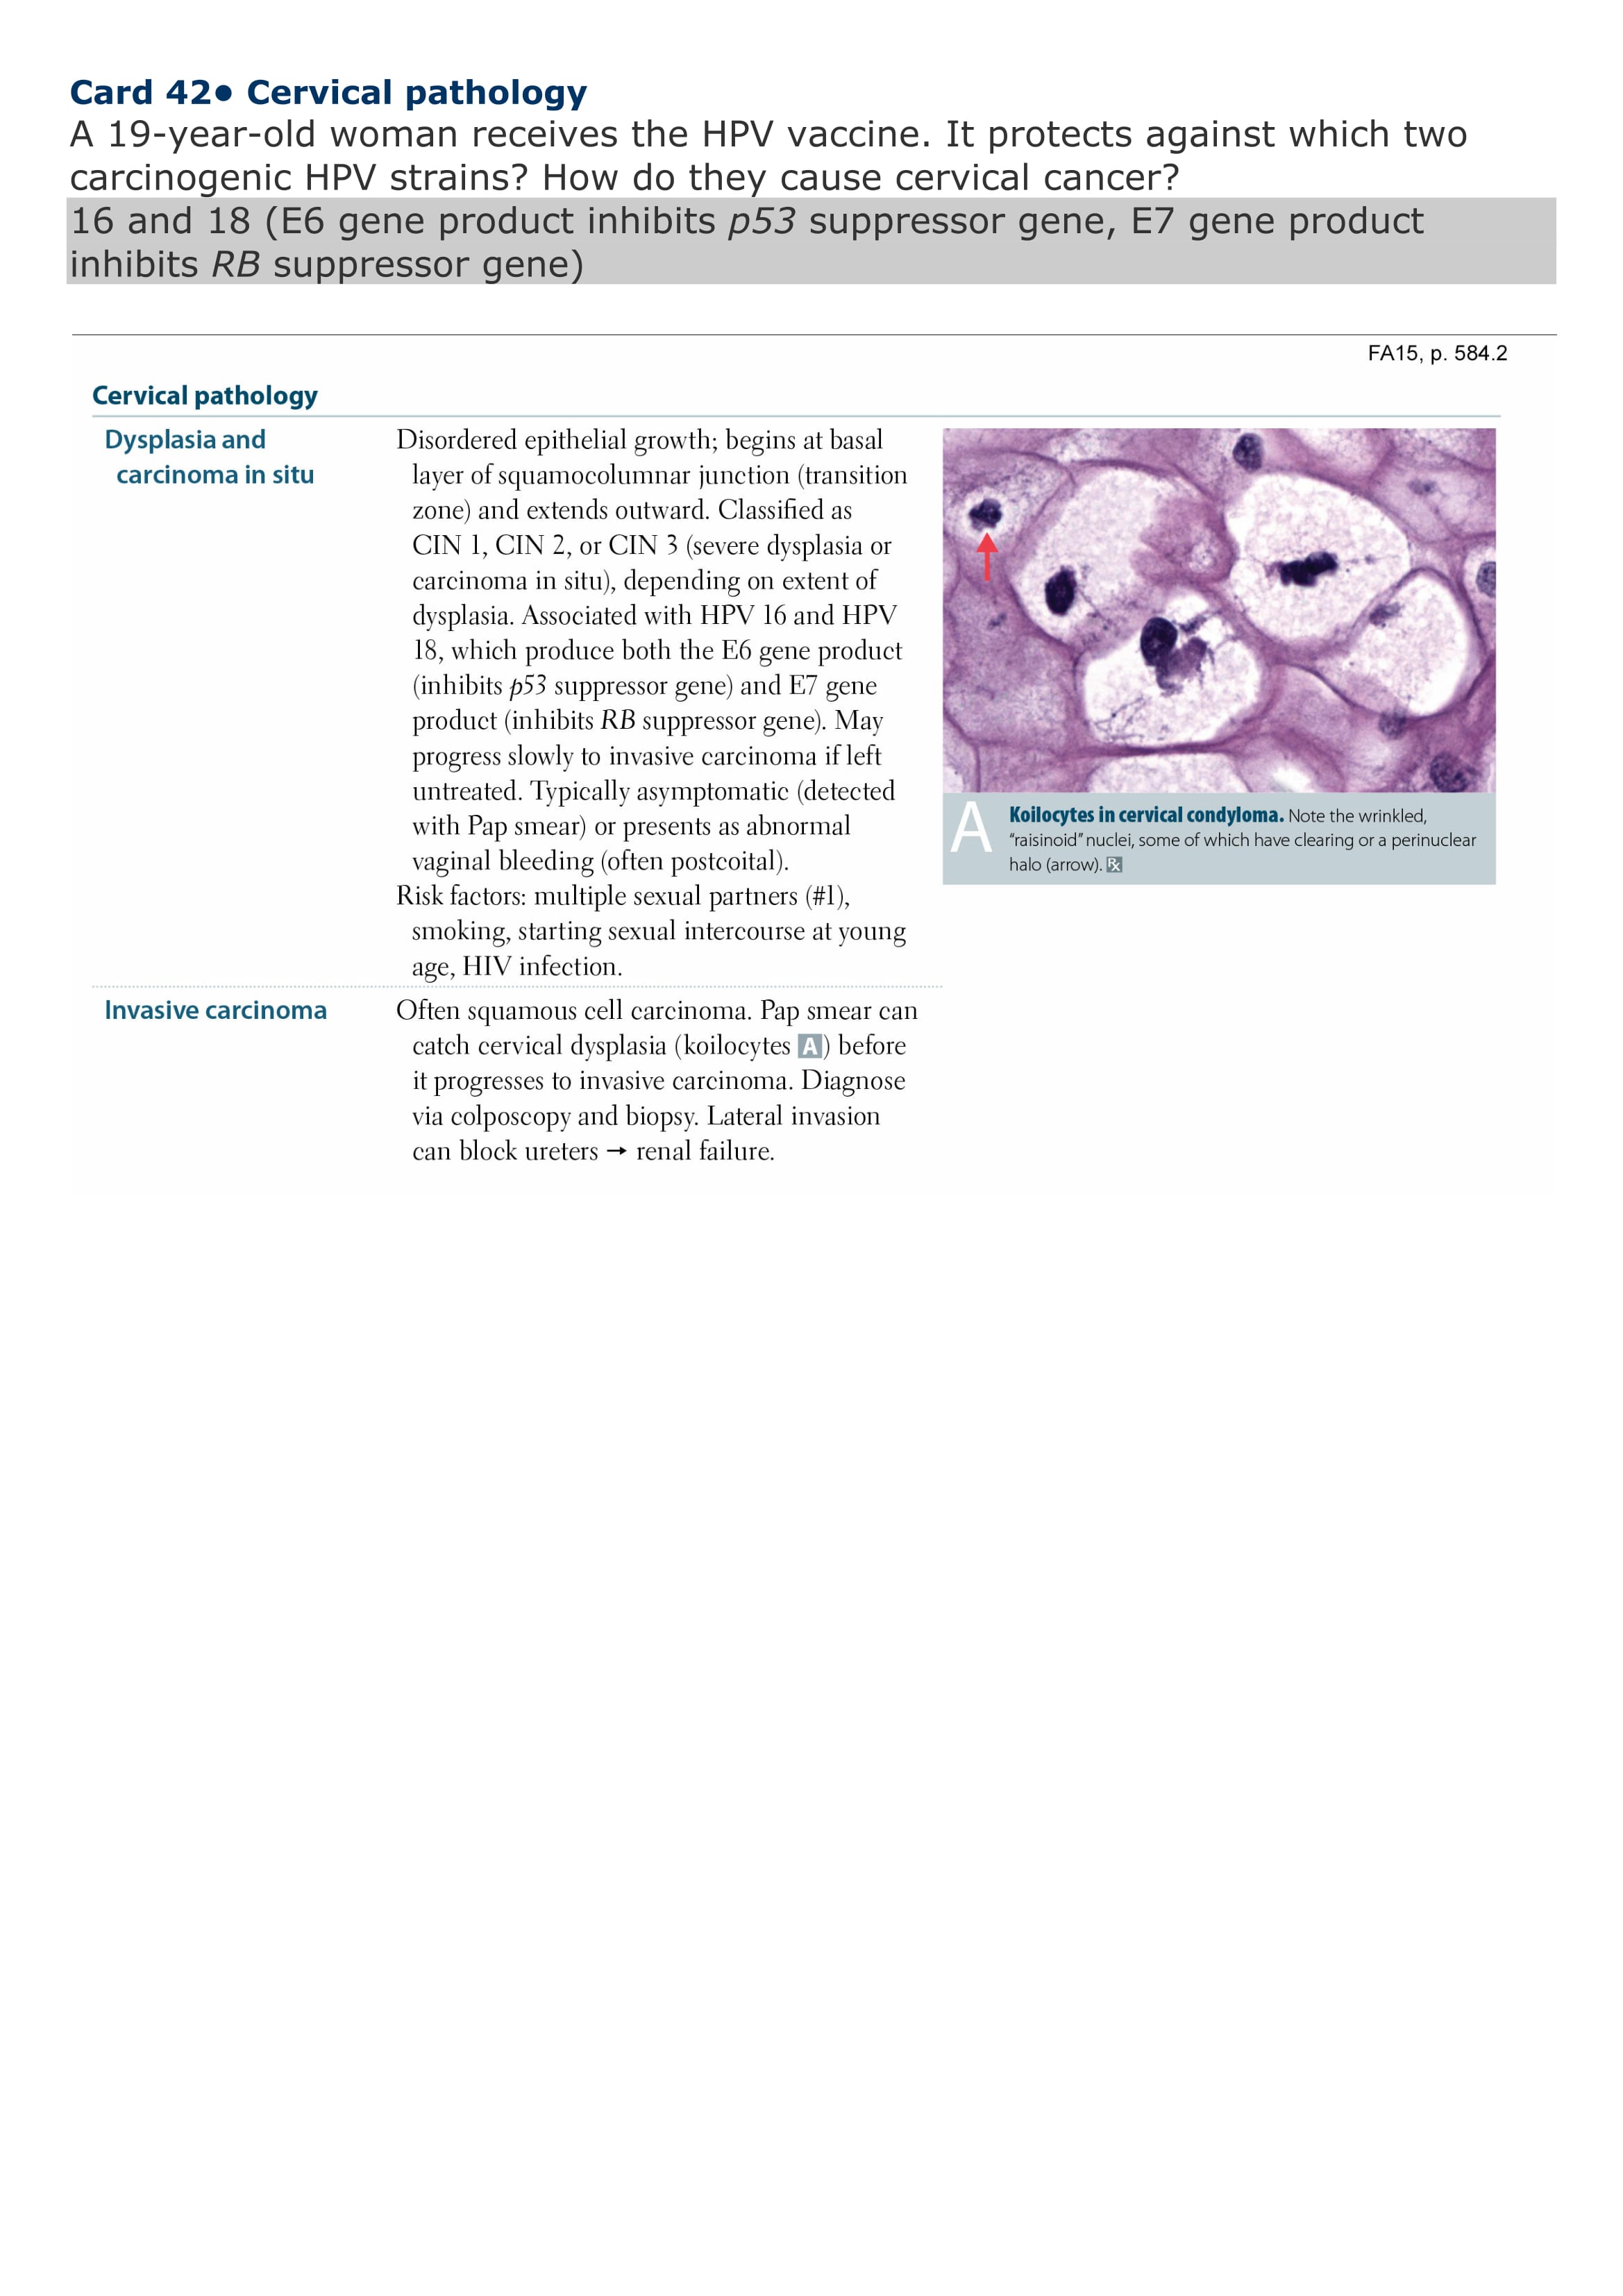 Card 42• Cervical pathology
A 19-year-old woman receives the HPV vaccine. It protects against which two
carcinogenic HPV strains? How do they cause cervical cancer?
16 and 18 (E6 gene product inhibits p53 suppressor gene, E7 gene product
inhibits RB suppressor gene)
FA15, p. 584.2
Cervical pathology
Dysplasia and
carcinoma in situ
Disordered epithelial growth; begins at basal
layer of squamocolumnar junction (transition
zone) and extends outward. Classified as
CIN 1, CIN 2, or CIN 3 (severe dysplasia or
carcinoma in situ), depending on extent of
dysplasia. Associated with HPV 16 and HPV
18, which produce both the E6 gene product
(inhibits p53 suppressor gene) and E7 gene
product (inhibits RB suppressor gene). May
progress slowly to invasive carcinoma if left
untreated. Typically asymptomatic (detected
with Pap smear) or presents as abnormal
vaginal bleeding (often postcoital).
Risk factors: multiple sexual partners (#1),
smoking, starting sexual intercourse at young
age, HIV infection.
A
Koilocytes in cervical condyloma. Note the wrinkled,
“raisinoid” nuclei, some of which have clearing or a perinuclear
halo (arrow). Rx
Invasive carcinoma
Often squamous cell carcinoma. Pap smear can
catch cervical dysplasia (koilocytes A) before
it progresses to invasive carcinoma. Diagnose
via colposcopy and biopsy. Lateral invasion
can block ureters → renal failure.